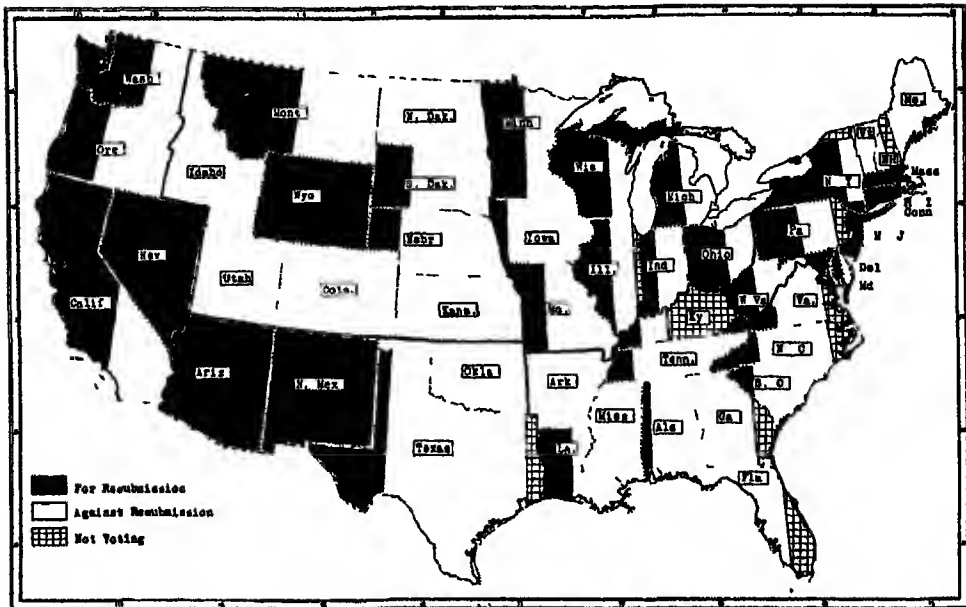 Wash
Mont
N. Dak.
Minn
Me.
Ore
Idaho
Wyo
S. Dak.
Wis
Mich
N Y
Vt
NH
Mass
R I
Conn
Nev
Nebr
Iowa
Pa
N J
Calif
Utah
Colo.
Kans.
Mo.
Ill.
Ind
Ohio
W Va
Va.
Del
Md
Ky
Aris
N. Mex
Okla
Ark
Tenn.
N C
S. C
Texas
La.
Miss
Ala
Ga
Fla
For Resubmission
Against Resubmission
Not Voting